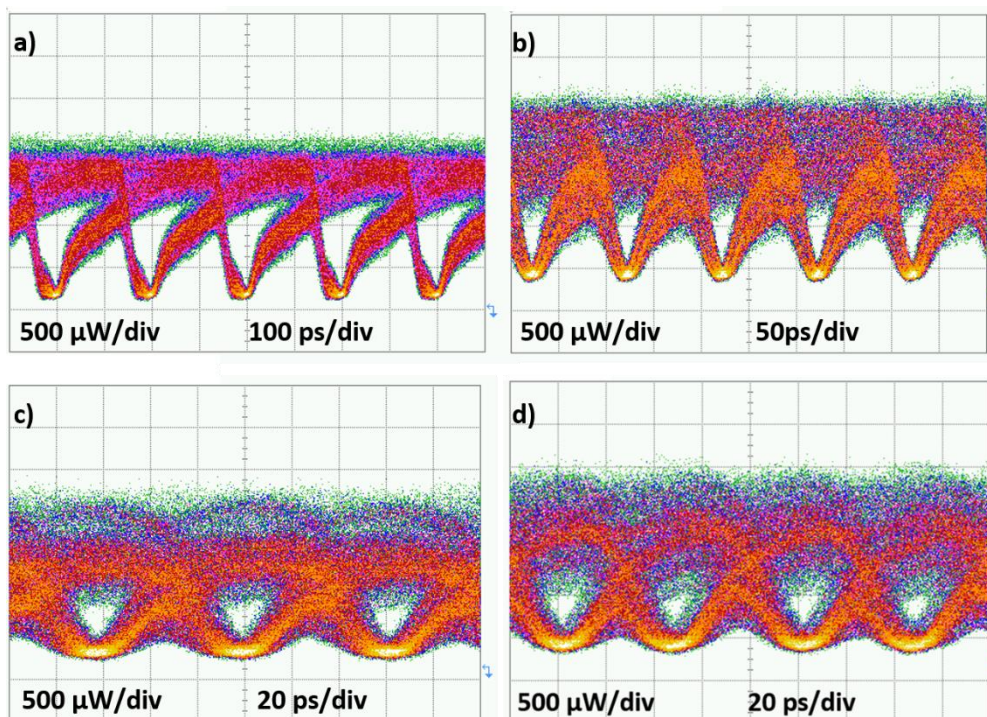 a)
500 µW/div 100 ps/div
b)
500 µW/div 50ps/div
c)
500 µW/div 20 ps/div
d)
500 µW/div 20 ps/div